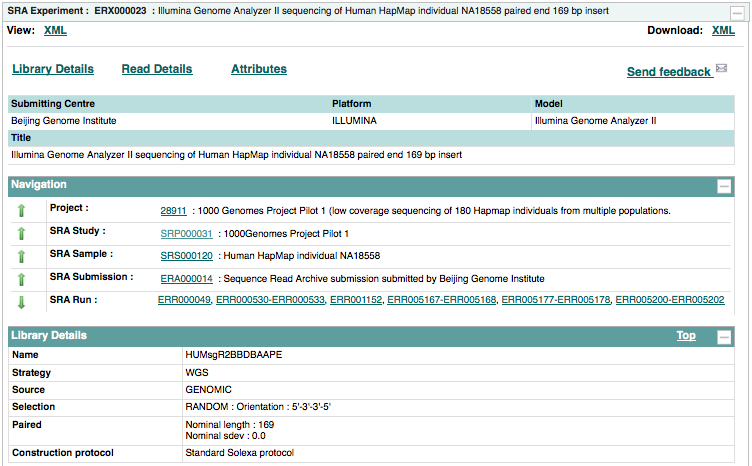 SRA Experiment : ERX000023 : Illumina Genome Analyzer II sequencing of Human HapMap individual NA18558 paired end 169 bp insert
View: XML Download: XML
Library Details Read Details Attributes Send feedback
Submitting Centre Platform Model
Beijing Genome Institute ILLUMINA Illumina Genome Analyzer II
Title
Illumina Genome Analyzer II sequencing of Human HapMap individual NA18558 paired end 169 bp insert
Navigation
Project : 28911 : 1000 Genomes Project Pilot 1 (low coverage sequencing of 180 Hapmap individuals from multiple populations.
SRA Study : SRP000031 : 1000Genomes Project Pilot 1
SRA Sample : SRS000120 : Human HapMap individual NA18558
SRA Submission : ERA000014 : Sequence Read Archive submission submitted by Beijing Genome Institute
SRA Run : ERR000049, ERR000530-ERR000533, ERR001152, ERR005167-ERR005168, ERR005177-ERR005178, ERR005200-ERR005202
Library Details Top
Name HUMsgR2BBDBAAPE
Strategy WGS
Source GENOMIC
Selection RANDOM : Orientation : 5'-3'-3'-5'
Paired Nominal length : 169
Nominal sdev : 0.0
Construction protocol Standard Solexa protocol